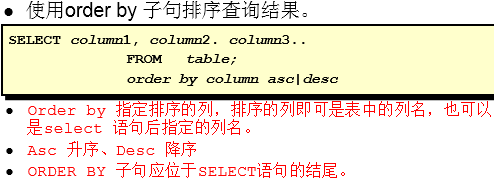 ● 使用order by 子句排序查询结果。
SELECT column1, column2. column3..
FROM table;
order by column asc|desc
● Order by 指定排序的列，排序的列即可是表中的列名，也可以
是select 语句后指定的列名。
● Asc 升序、Desc 降序
● ORDER BY 子句应位于SELECT语句的结尾。